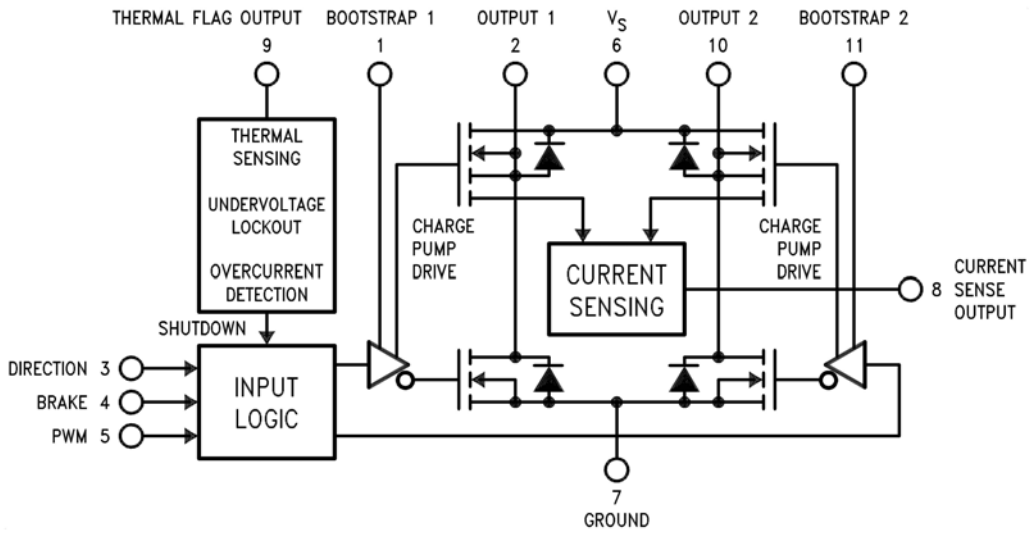 THERMAL FLAG OUTPUT
9
BOOTSTRAP 1
1
OUTPUT 1
2
VS
6
OUTPUT 2
10
BOOTSTRAP 2
11
THERMAL
SENSING
UNDERVOLTAGE
LOCKOUT
OVERCURRENT
DETECTION
SHUTDOWN
CHARGE
PUMP
DRIVE
CURRENT
SENSING
CHARGE
PUMP
DRIVE
8
CURRENT
SENSE
OUTPUT
DIRECTION 3
BRAKE 4
PWM 5
INPUT
LOGIC
7
GROUND